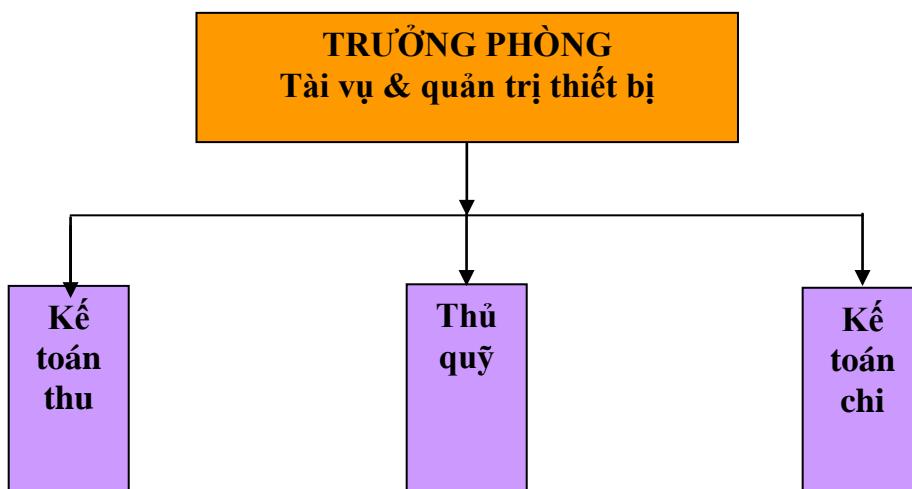 TRƯỞNG PHÒNG
Tài vụ & quản trị thiết bị
Kế
toán
thu
Thủ
quỹ
Kế
toán
chi